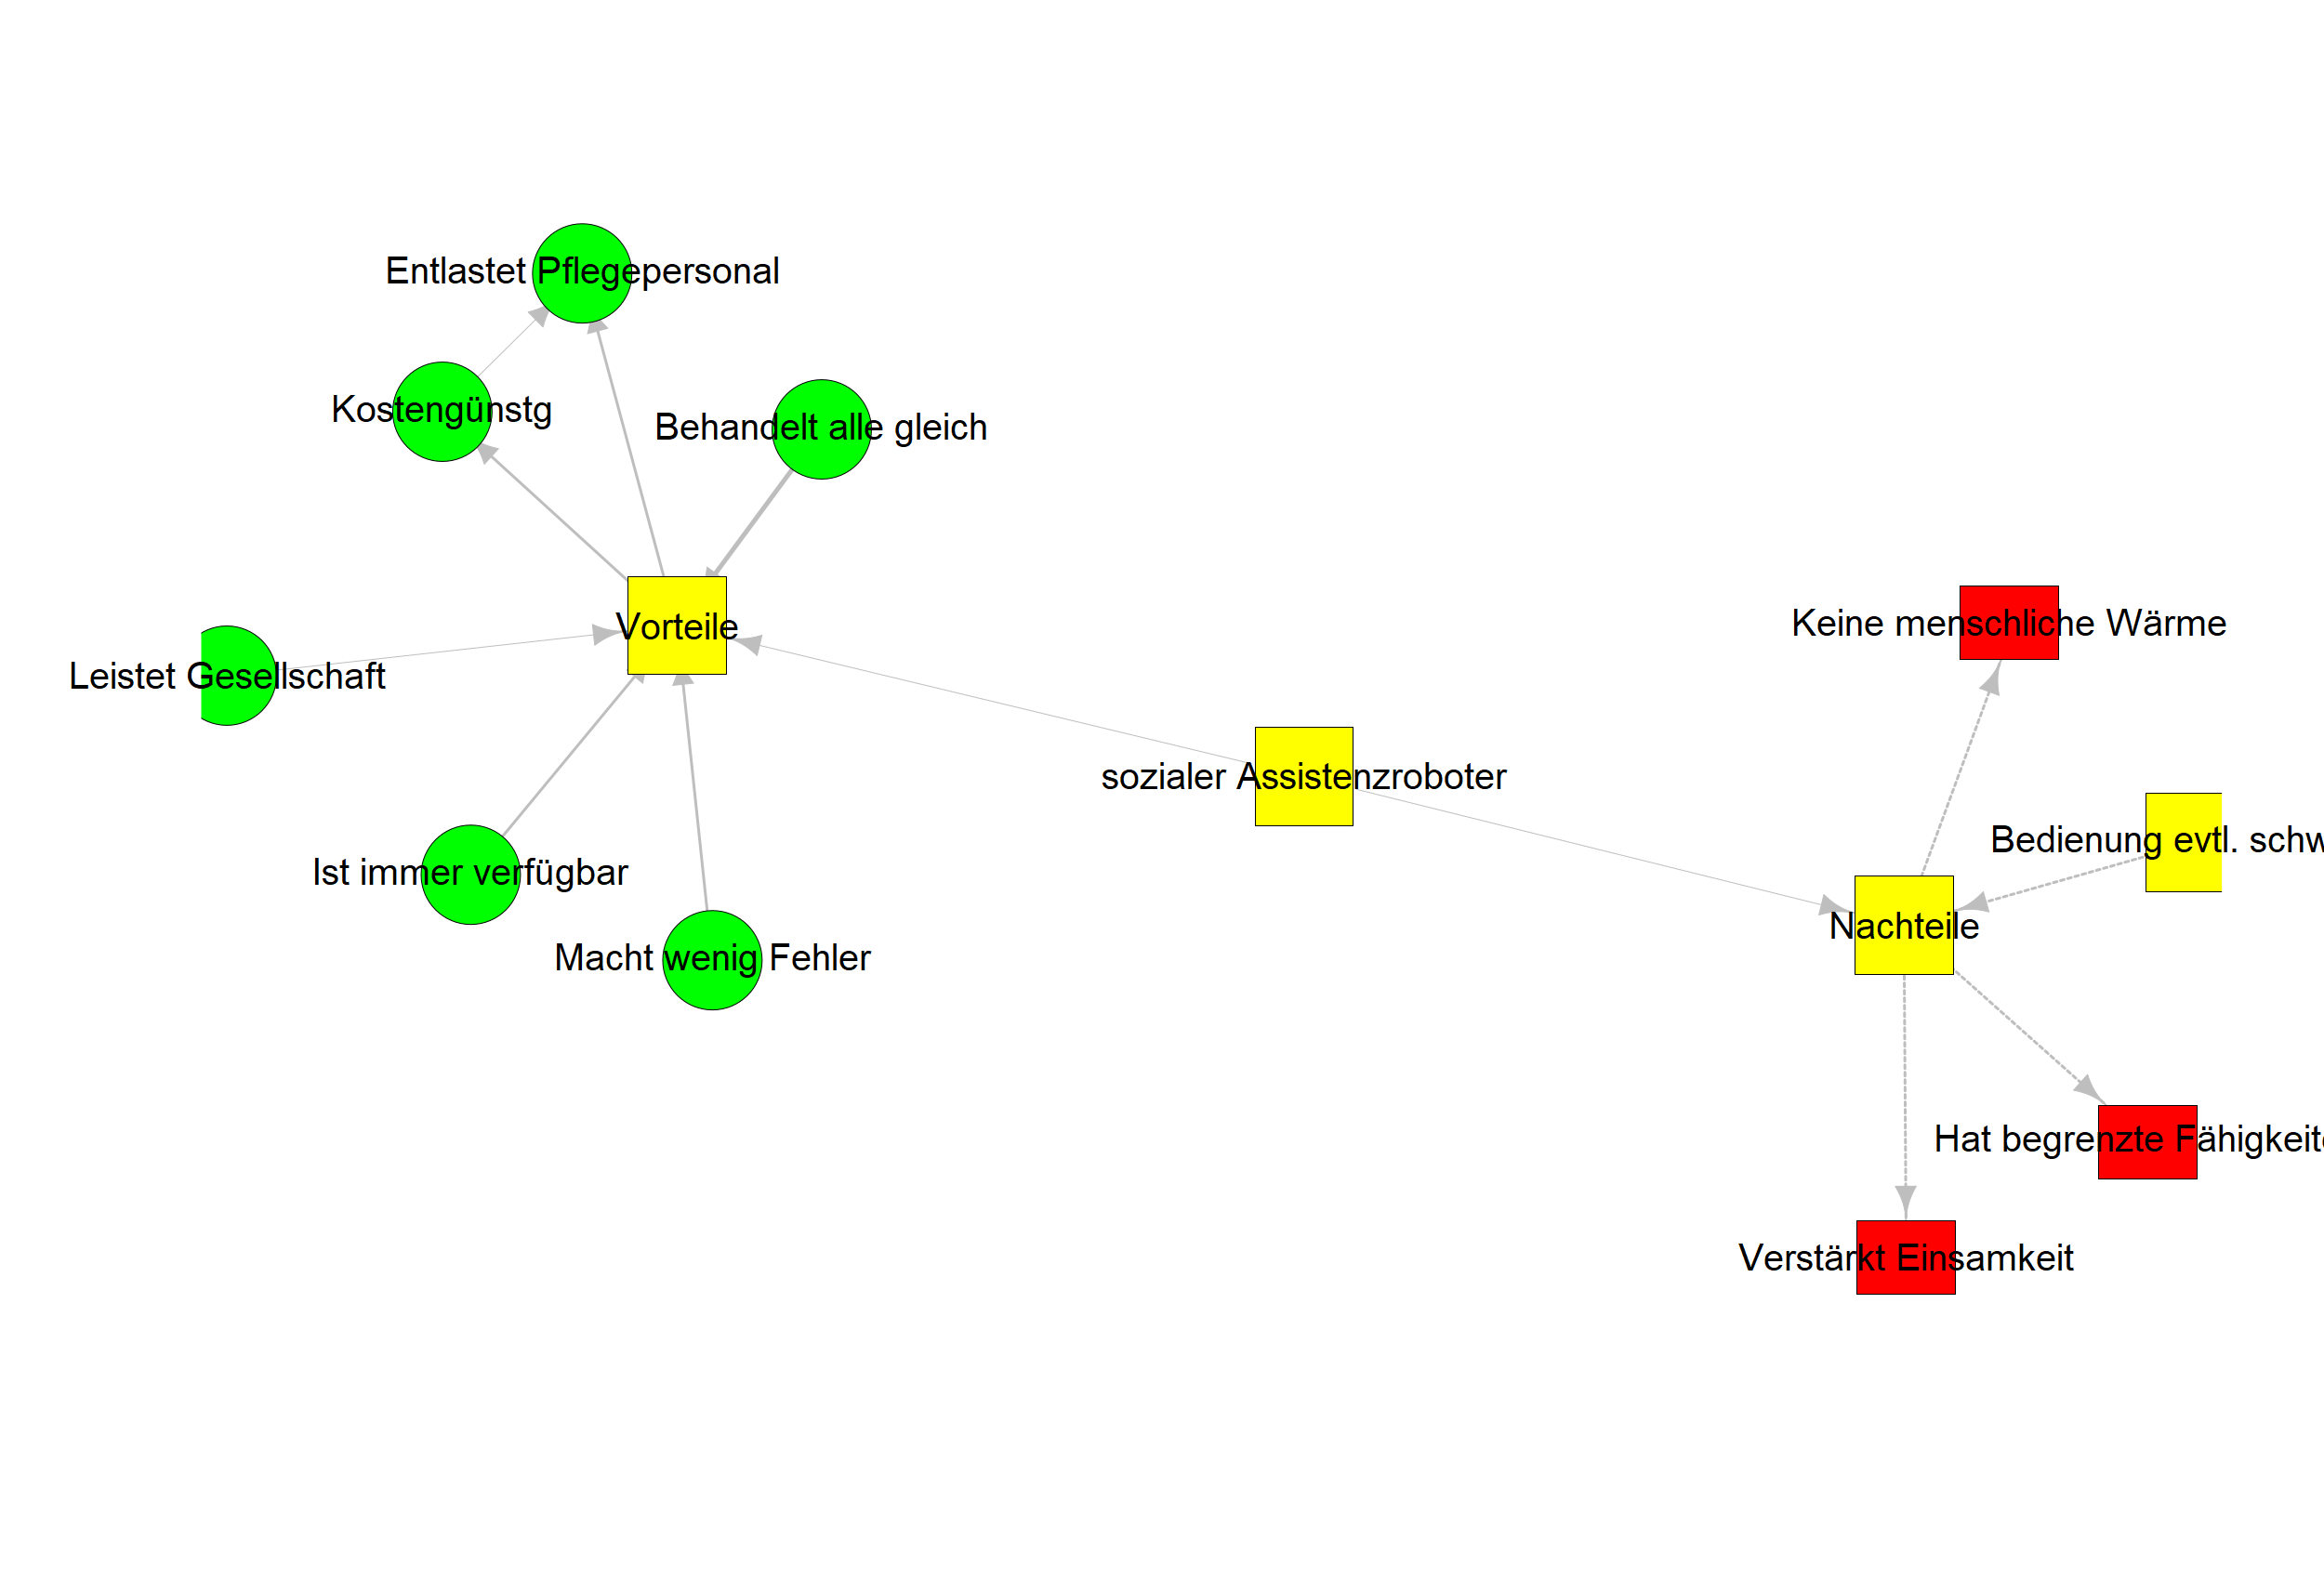 Entlastet Pflegepersonal
Kostengünstg
Behandelt alle gleich
Vorteile
Keine menschliche Wärme
Leistet Gesellschaft
sozialer Assistenzroboter
Bedienung evtl. schw
Ist immer verfügbar
Nachteile
Macht wenig Fehler
Hat begrenzte Fähigkeite
Verstärkt Einsamkeit